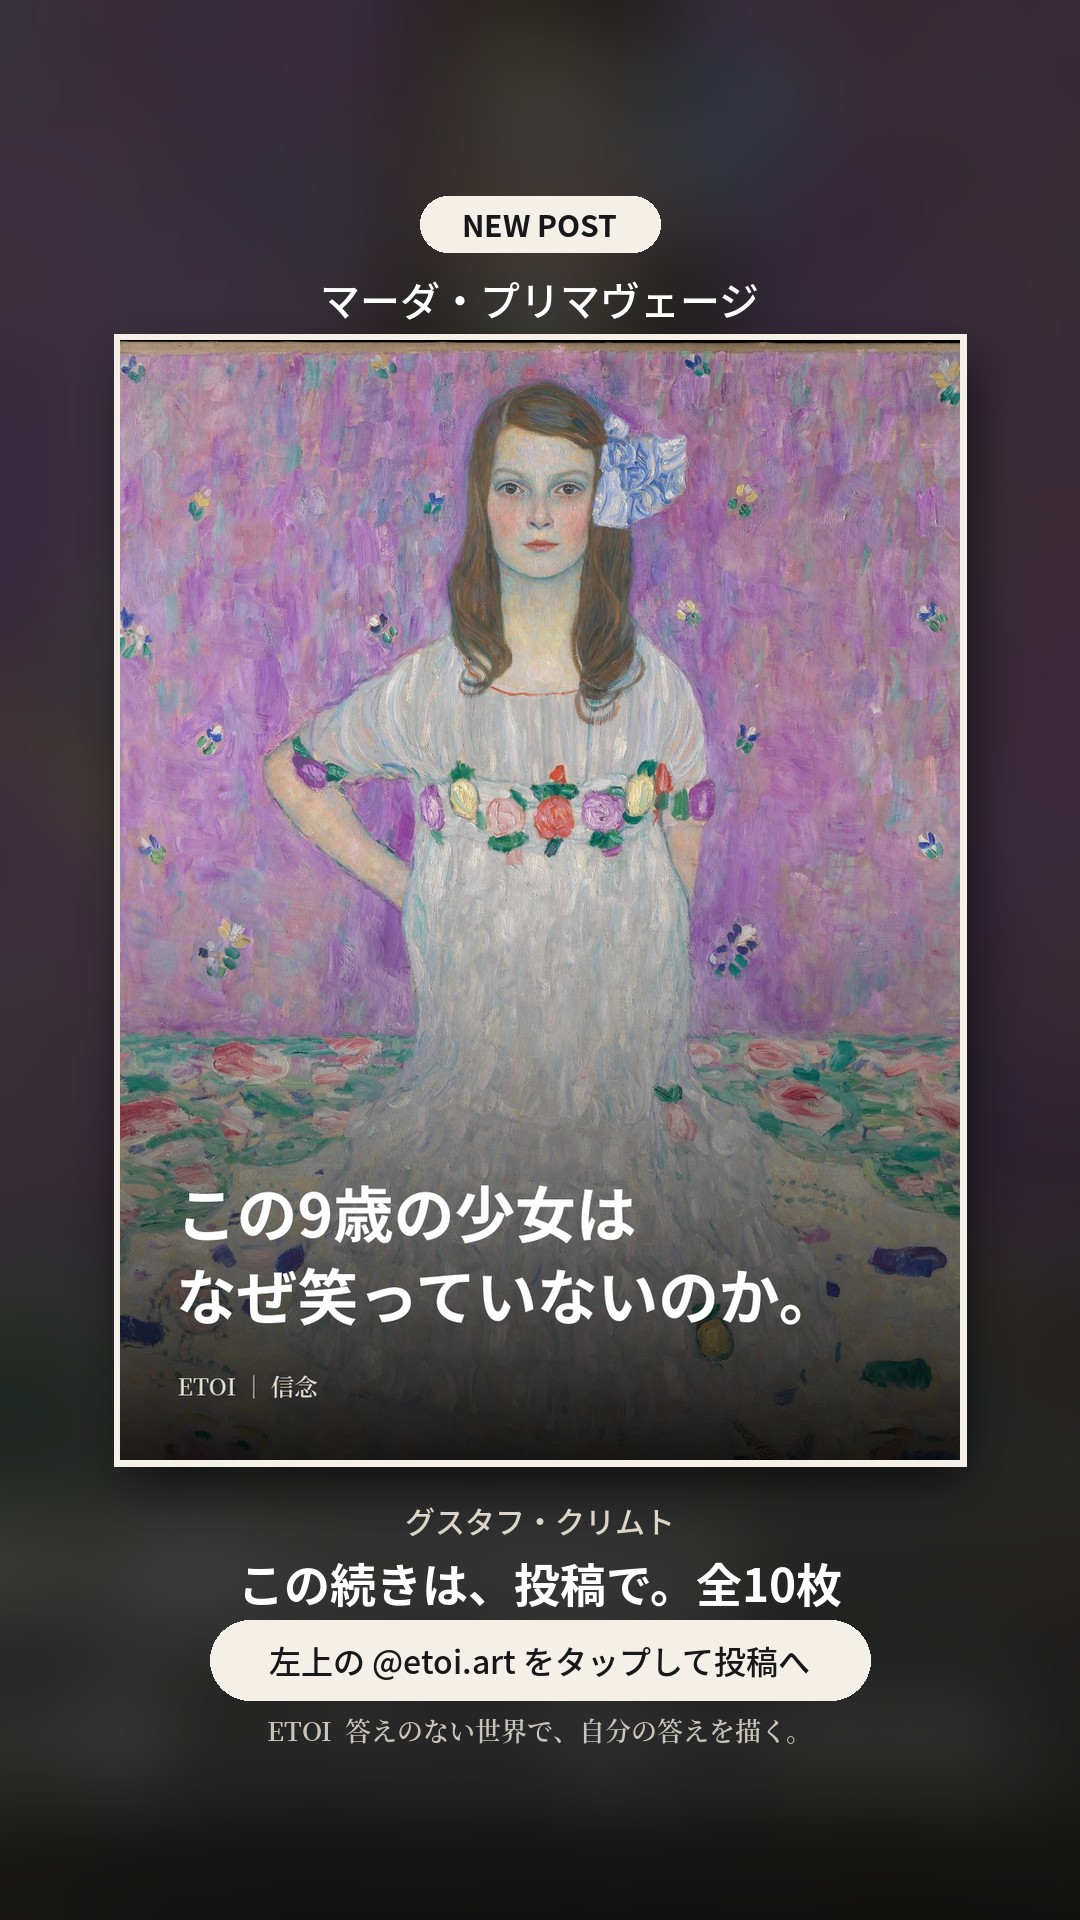 NEW POST
マーダ・プリマヴェージ
この9歳の少女は
なぜ笑っていないのか。
ETOI｜信念
グスタフ・クリムト
この続きは、投稿で。全10枚
左上の @etoi.art をタップして投稿へ
ETOI 答えのない世界で、自分の答えを描く。